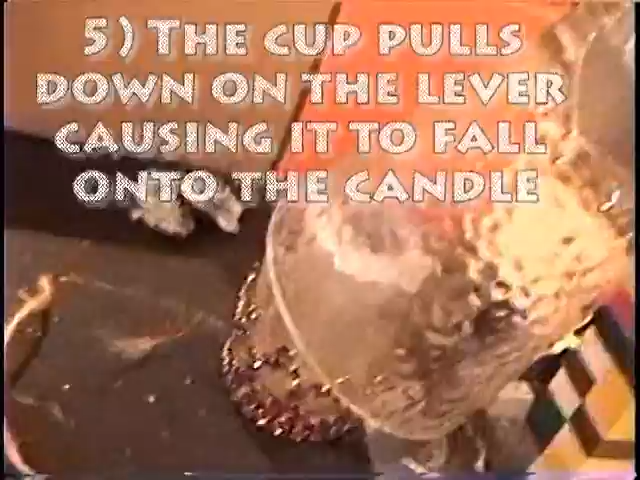 5) THE CUP PULLS
DOWN ON THE LEVER
CAUSING IT TO FALL
ONTO THE CANDLE